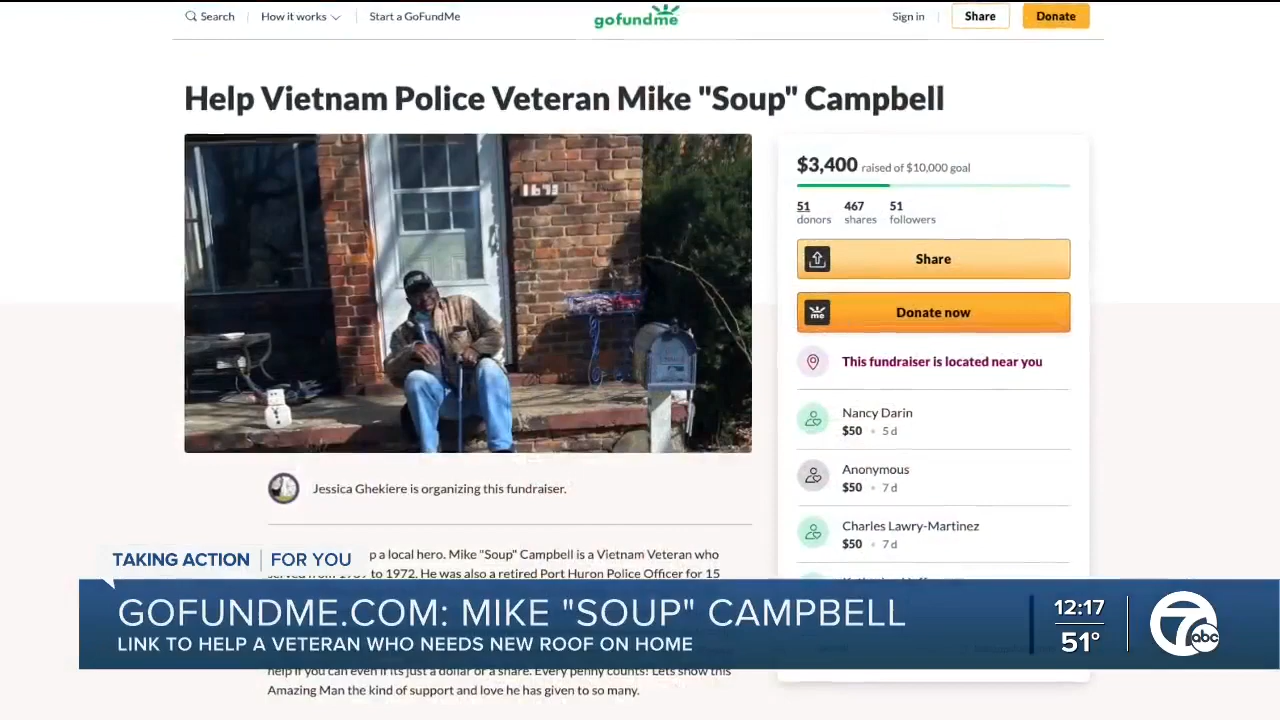 Search
How it works
Start a GoFundMe
gofundme
Sign in
Share
Donate
Help Vietnam Police Veteran Mike "Soup" Campbell
1673
$3,400 raised of $10,000 goal
51 467 51
donors shares followers
Share
me
Donate now
This fundraiser is located near you
Nancy Darin
$50 • 5 d
Anonymous
$50 • 7 d
Charles Lawry-Martinez
$50 • 7 d
Jessica Ghekiere is organizing this fundraiser.
p a local hero. Mike "Soup" Campbell is a Vietnam Veteran who
to 1972. He was also a retired Port Huron Police Officer for 15
TAKING ACTION FOR YOU
GOFUNDME.COM: MIKE "SOUP" CAMPBELL
LINK TO HELP A VETERAN WHO NEEDS NEW ROOF ON HOME
12:17
51°
7 abc
help if you can even if its just a dollar or a share. Every penny counts! Lets show this
Amazing Man the kind of support and love he has given to so many.